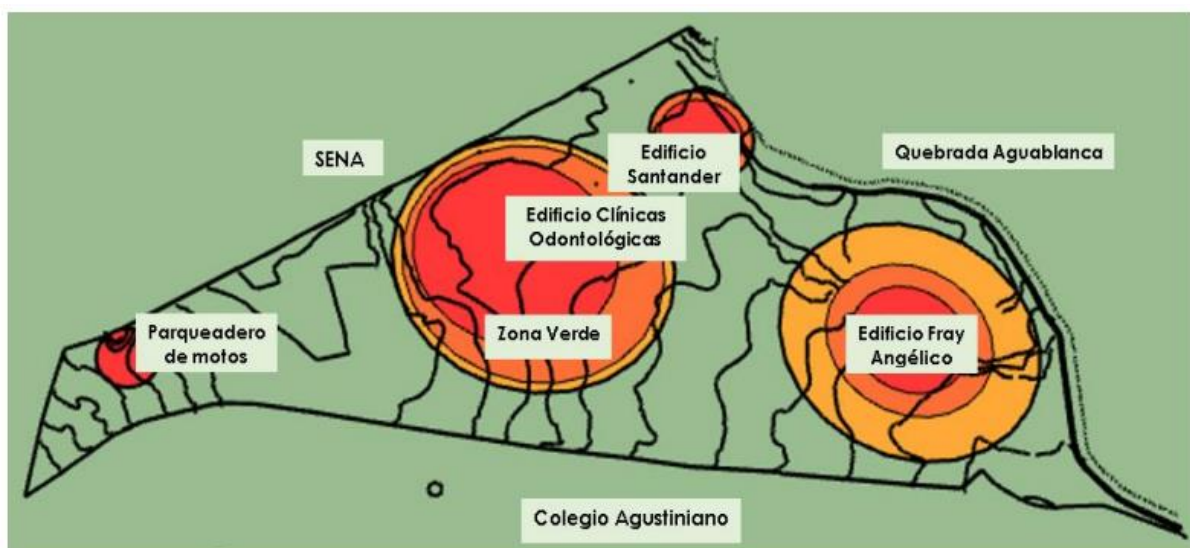 SENA
Edificio
Santander
Quebrada Aguablanca
Edificio Clínicas
Odontológicas
Parqueadero
de motos
Zona Verde
Edificio Fray
Angélico
Colegio Agustiniano